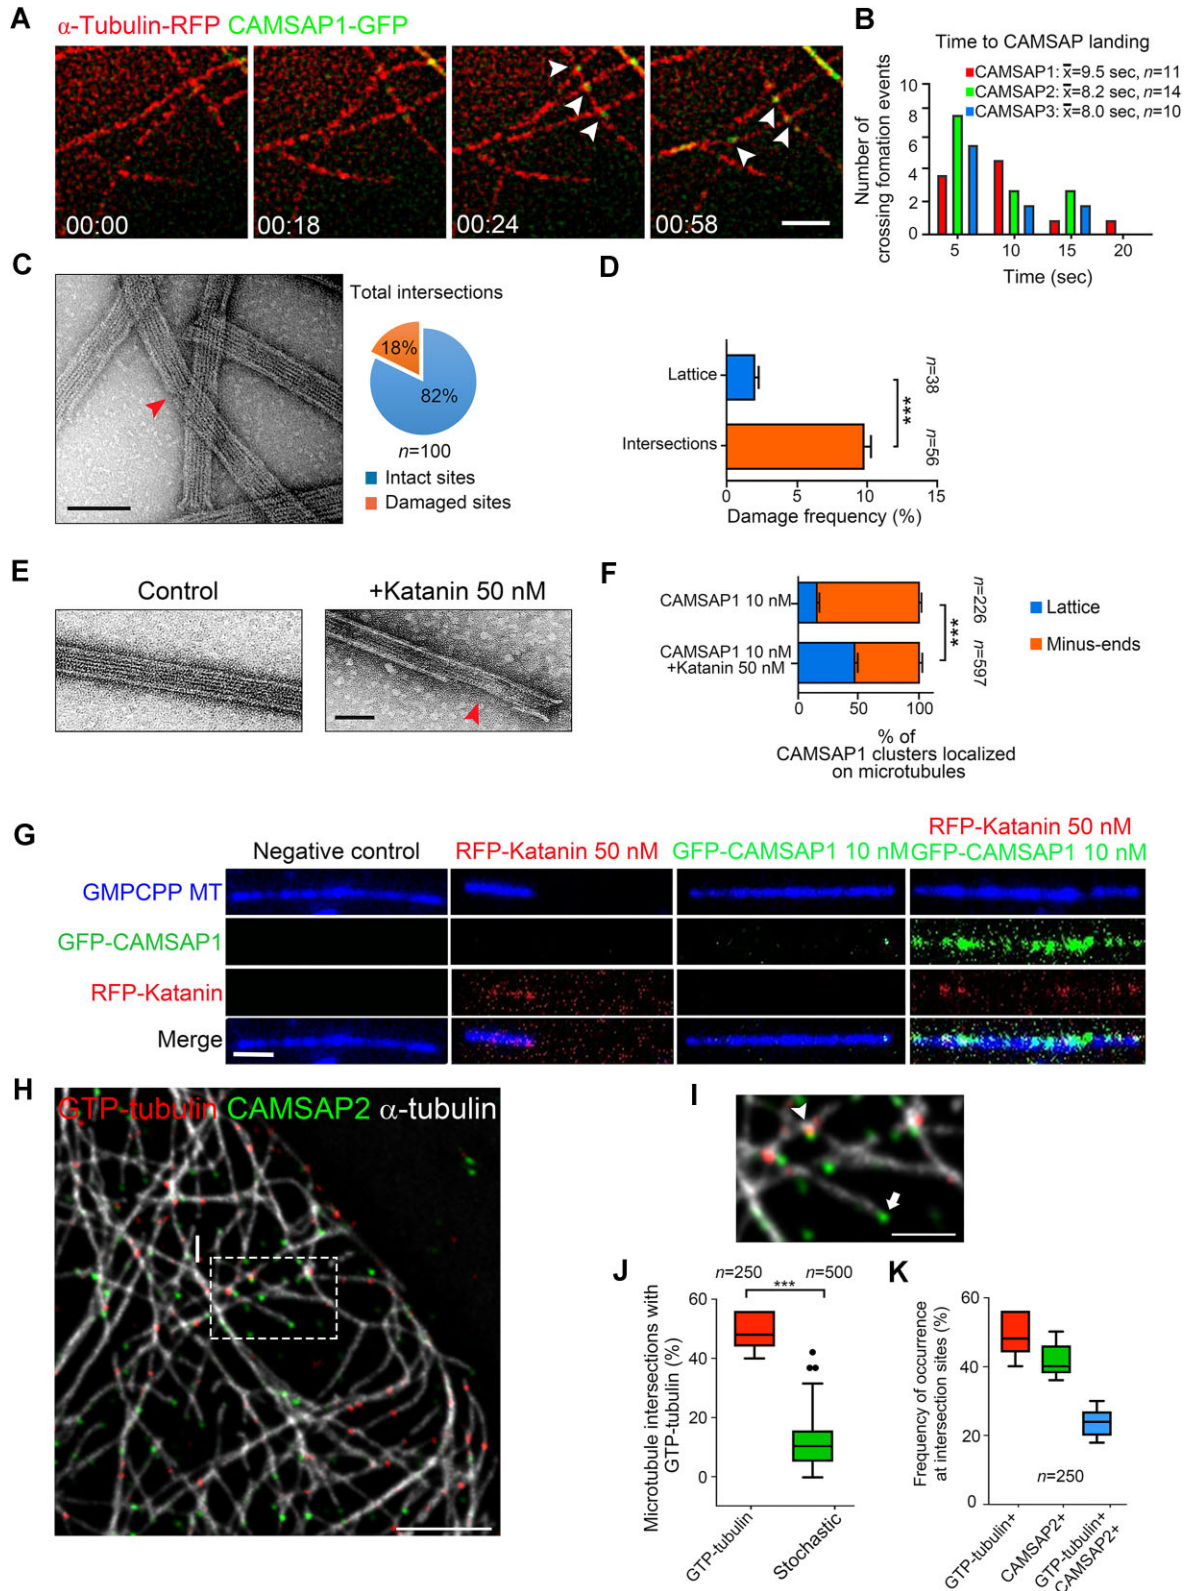 A
α-Tubulin-RFP CAMSAP1-GFP
00:00
00:18
00:24
00:58
B
Time to CAMSAP landing
CAMSAP1: x̄=9.5 sec, n=11
CAMSAP2: x̄=8.2 sec, n=14
CAMSAP3: x̄=8.0 sec, n=10
Number of
crossing fomation events
10
8
6
4
2
0
5 10 15 20
Time (sec)
C
Total intersections
18%
82%
n=100
Intact sites
Damaged sites
D
Lattice
Intersections
n=38
***
n=56
0 5 10 15
Damage frequency (%)
E
Control
+Katanin 50 nM
F
CAMSAP1 10 nM
CAMSAP1 10 nM
+Katanin 50 nM
n=226
***
n=597
Lattice
Minus-ends
0 50 100
% of
CAMSAP1 clusters localized
on microtubules
G
Negative control
RFP-Katanin 50 nM
GFP-CAMSAP1 10 nM
RFP-Katanin 50 nM
GFP-CAMSAP1 10 nM
GMPCPP MT
GFP-CAMSAP1
RFP-Katanin
Merge
H
GTP-tubulin CAMSAP2 α-tubulin
I
I
J
n=250 n=500
***
Microtubule intersections with
GTP-tubulin (%)
60
40
20
0
GTP-tubulin
Stochastic
K
Frequency of occurrence
at intersection sites (%)
60
40
20
0
n=250
GTP-tubulin+
CAMSAP2+
GTP-tubulin+
CAMSAP2+